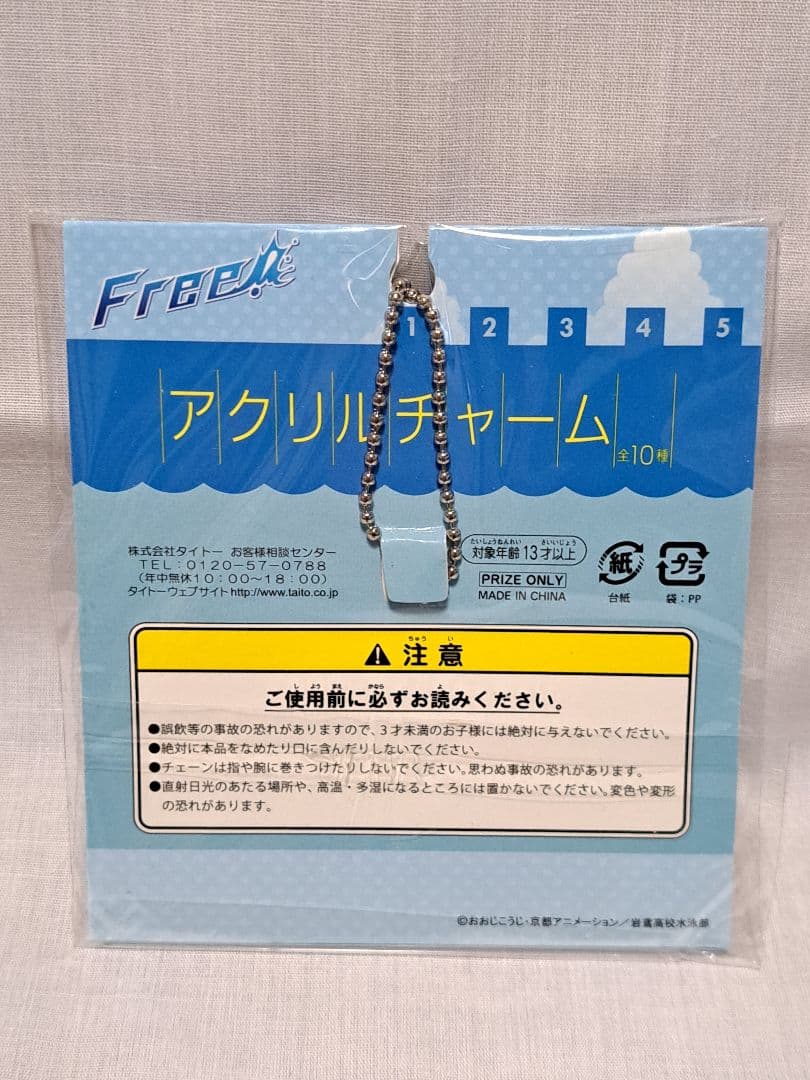 Free!
1 2 3 4 5
アクリルチャーム
全10種
株式会社タイトー お客様相談センター
TEL:0120-57-0788
(年中無休10:00〜18:00)
タイトーウェブサイトhttp://www.taito.co.jp
たいしょうねんれい さいいじょう
対象年齢13才以上
PRIZE ONLY
MADE IN CHINA
紙
台紙
プラ
袋:PP
ちゅう い
注意
し よう まえ かなら よ
ご使用前に必ずお読みください。
●誤飲等の事故の恐れがありますので、3才未満のお子様には絶対に与えないでください。
●絶対に本品をなめたり口に含んだりしないでください。
●チェーンは指や腕に巻きつけたりしないでください。思わぬ事故の恐れがあります。
●直射日光のあたる場所や、高温・多湿になるところには置かないでください。変色や変形
の恐れがあります。
©おおじこうじ・京都アニメーション/岩鳶高校水泳部